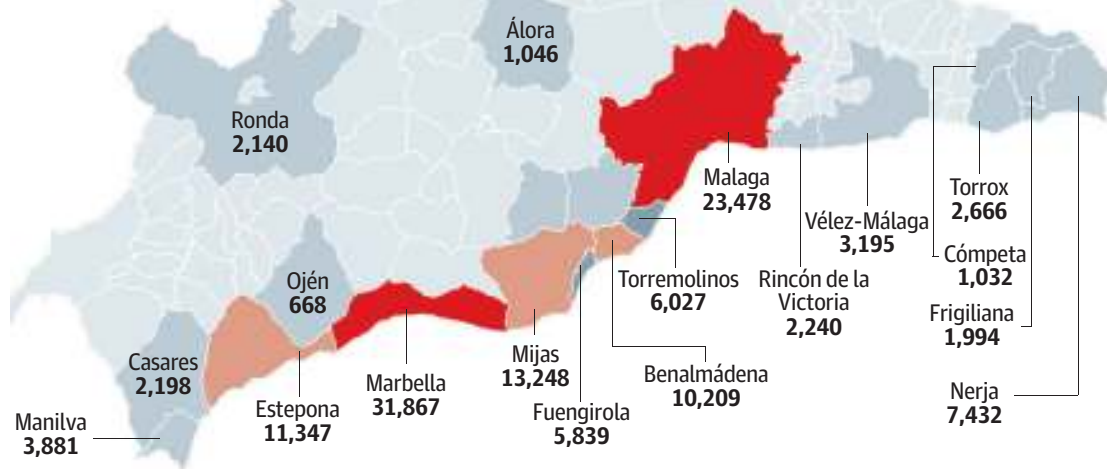 Álora
1,046
Ronda
2,140
Malaga
23,478
Torrox
2,666
Vélez-Málaga
3,195
Cómpeta
1,032
Ojén
668
Torremolinos
6,027
Rincón de la
Victoria
2,240
Frigiliana
1,994
Casares
2,198
Mijas
13,248
Benalmádena
10,209
Marbella
31,867
Nerja
7,432
Estepona
11,347
Fuengirola
5,839
Manilva
3,881